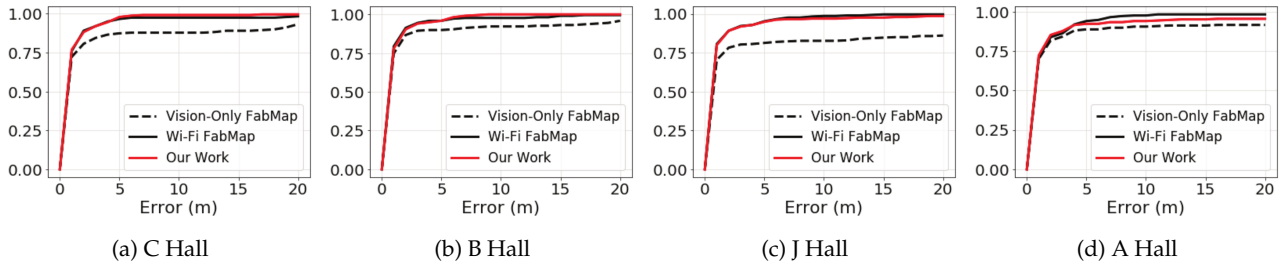 1.00
0.75
0.50
0.25
0.00
Vision-Only FabMap
Wi-Fi FabMap
Our Work
0 5 10 15 20
Error (m)
(a) C Hall
1.00
0.75
0.50
0.25
0.00
Vision-Only FabMap
Wi-Fi FabMap
Our Work
0 5 10 15 20
Error (m)
(b) B Hall
1.00
0.75
0.50
0.25
0.00
Vision-Only FabMap
Wi-Fi FabMap
Our Work
0 5 10 15 20
Error (m)
(c) J Hall
1.00
0.75
0.50
0.25
0.00
Vision-Only FabMap
Wi-Fi FabMap
Our Work
0 5 10 15 20
Error (m)
(d) A Hall